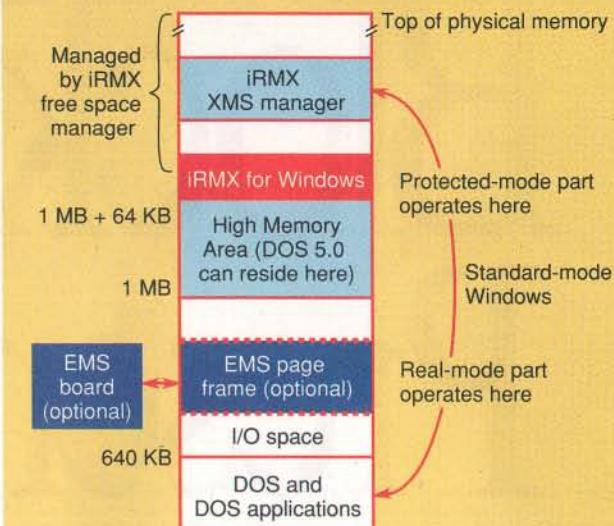 Top of physical memory
Managed
by iRMX
free space
manager
iRMX
XMS manager
iRMX for Windows
Protected-mode part
operates here
1 MB + 64 KB
High Memory
Area (DOS 5.0
can reside here)
Standard-mode
Windows
1 MB
EMS
board
(optional)
EMS page
frame (optional)
Real-mode part
operates here
I/O space
640 KB
DOS and
DOS applications